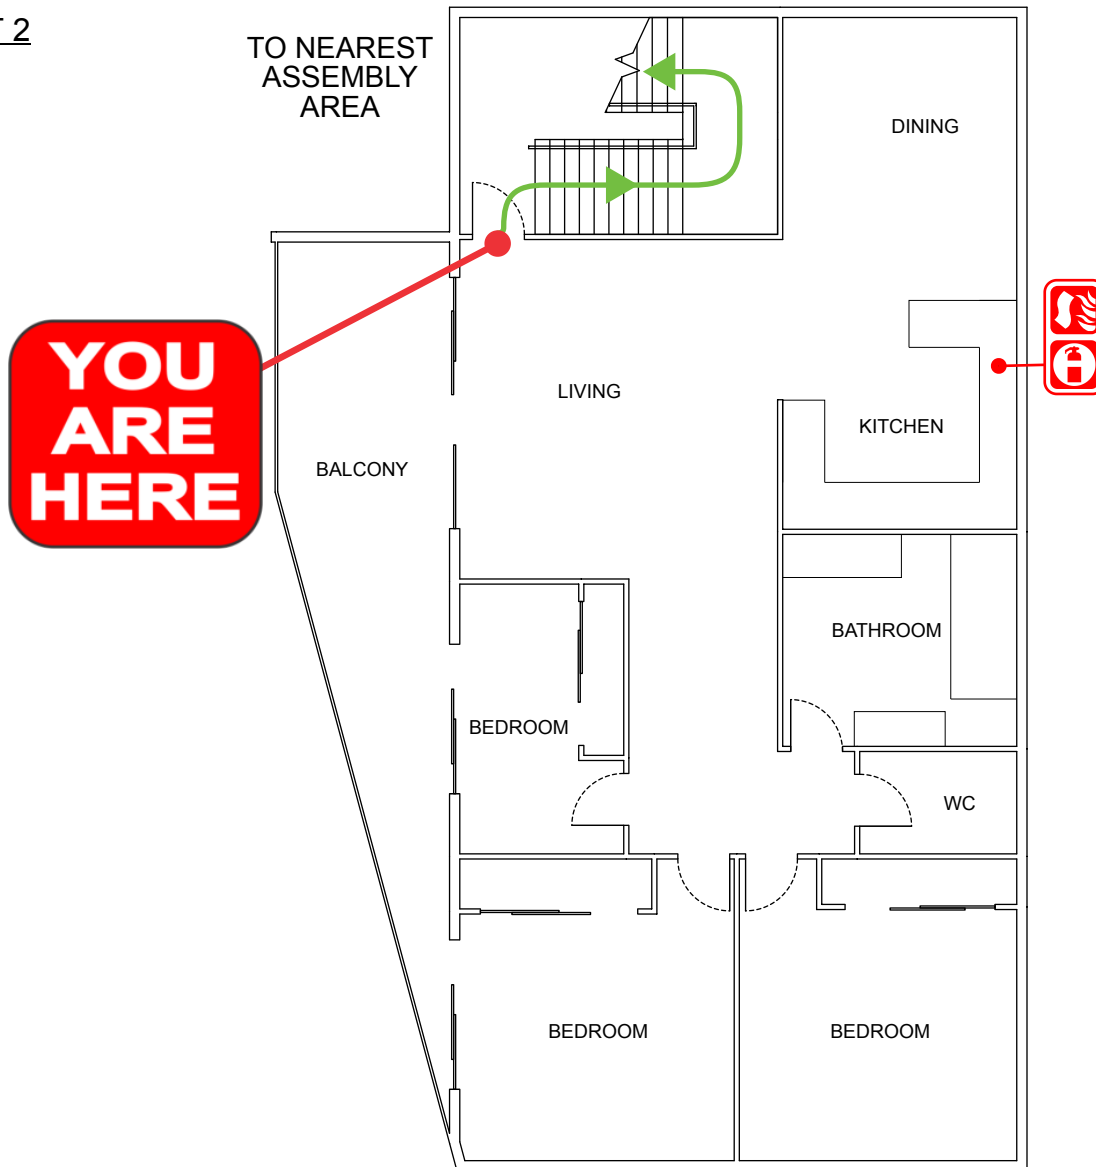 2
TO NEAREST
ASSEMBLY
AREA
DINING
YOU
ARE
HERE
LIVING
KITCHEN
BALCONY
BATHROOM
BEDROOM
WC
BEDROOM
BEDROOM